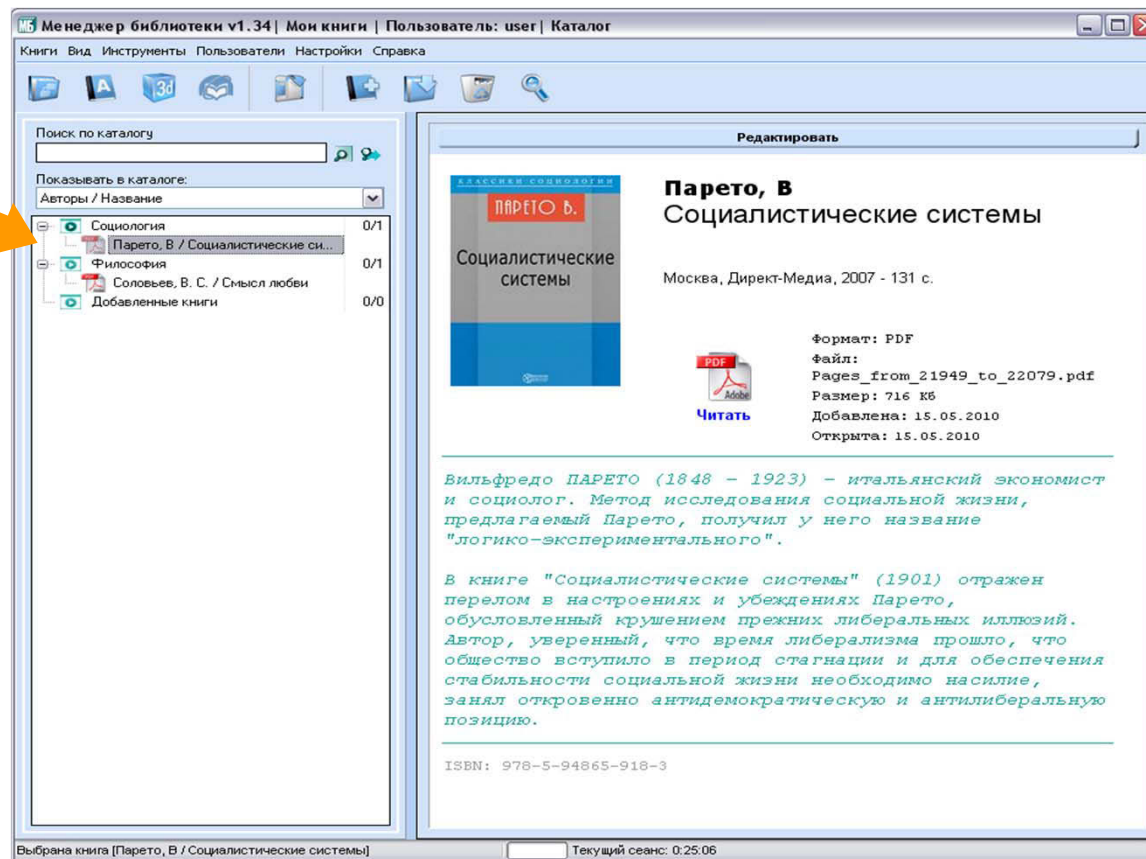 МБ Менеджер библиотеки v1.34| Мои книги | Пользователь: user| Каталог
Книги Вид Инструменты Пользователи Настройки Справка
A 3d
Поиск по каталогу
Показывать в каталоге:
Авторы / Название
Социология 0/1
Парето, В / Социалистические си...
Философия 0/1
Соловьев, В. С. / Смысл любви
Добавленные книги 0/0
Редактировать
КЛАССИКИ СОЦИОЛОГИИ
ПАРЕТО В.
Социалистические
системы
Парето, В
Социалистические системы
Москва, Директ-Медиа, 2007 - 131 с.
PDF
Adobe
Читать
Формат: PDF
Файл:
Pages_from_21949_to_22079.pdf
Размер: 716 Кб
Добавлена: 15.05.2010
Открыта: 15.05.2010
Вильфредо ПАРЕТО (1848 - 1923) - итальянский экономист
и социолог. Метод исследования социальной жизни,
предлагаемый Парето, получил у него название
"логико-экспериментального".
В книге "Социалистические системы" (1901) отражен
перелом в настроениях и убеждениях Парето,
обусловленный крушением прежних либеральных иллюзий.
Автор, уверенный, что время либерализма прошло, что
общество вступило в период стагнации и для обеспечения
стабильности социальной жизни необходимо насилие,
занял откровенно антидемократическую и антилиберальную
позицию.
ISBN: 978-5-94865-918-3
Выбрана книга [Парето, В / Социалистические системы]
Текущий сеанс: 0:25:06